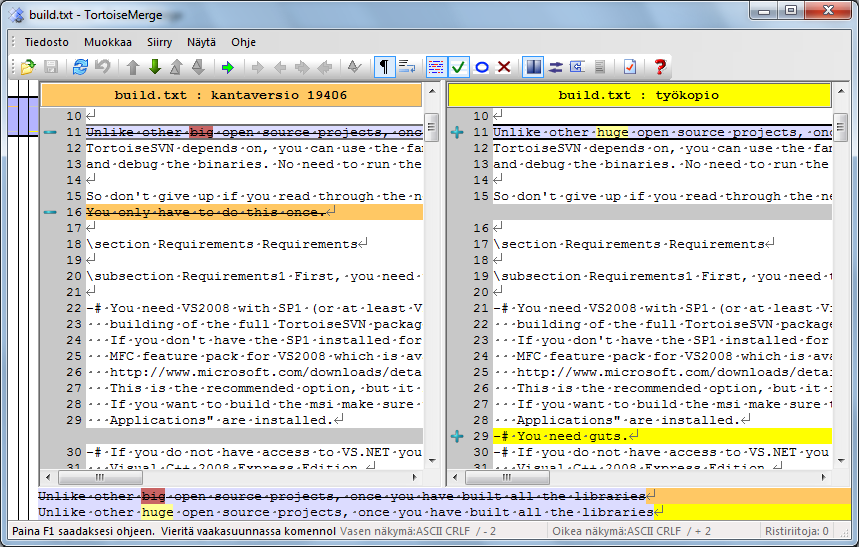 build.txt - TortoiseMerge
Tiedosto Muokkaa Siirry Näytä Ohje
build.txt : kantaversio 19406
10
11 Unlike other big open source projects, onc
12 TortoiseSVN depends on, you can use the fa
13 and debug the binaries. No need to run the
14
15 So don't give up if you read through the n
16 You only have to do this once.
17
18 \section Requirements Requirements
19
20 \subsection Requirements1 First, you need
21
22 -# You need VS2008 with SP1 (or at least V
23 building of the full TortoiseSVN packag
24 If you don't have the SP1 installed for
25 MFC feature pack for VS2008 which is av
26 http://www.microsoft.com/downloads/deta
27 This is the recommended option, but it
28 If you want to build the msi make sure
29 Applications" are installed.
30 -# If you do not have access to VS.NET you
31 Visual C++ 2008 Express Edition
build.txt : työkopio
10
11 Unlike other huge open source projects, onc
12 TortoiseSVN depends on, you can use the fan
13 and debug the binaries. No need to run the
14
15 So don't give up if you read through the ne
16
17 \section Requirements Requirements
18
19 \subsection Requirements1 First, you need t
20
21 -# You need VS2008 with SP1 (or at least Vi
22 building of the full TortoiseSVN package
23 If you don't have the SP1 installed for
24 MFC feature pack for VS2008 which is ava
25 http://www.microsoft.com/downloads/detai
26 This is the recommended option, but it i
27 If you want to build the msi make sure t
28 Applications" are installed.
29 -# You need guts.
30 -# If you do not have access to VS.NET you
31 Visual C++ 2008 Express Edition
Unlike other big open source projects, once you have built all the libraries
Unlike other huge open source projects, once you have built all the libraries
Paina F1 saadaksesi ohjeen. Vieritä vaakasuunnassa komennol Vasen näkymä:ASCII CRLF / - 2 Oikea näkymä:ASCII CRLF / + 2 Ristiriitoja: 0